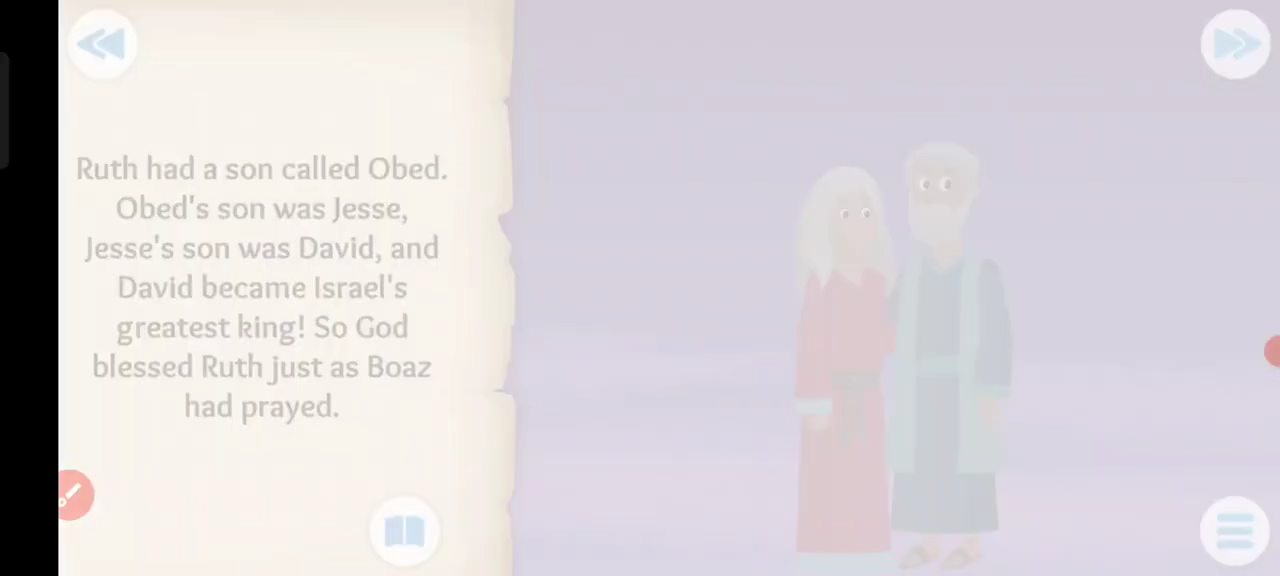 Ruth had a son called Obed.
Obed's son was Jesse,
Jesse's son was David, and
David became Israel's
greatest king! So God
blessed Ruth just as Boaz
had prayed.